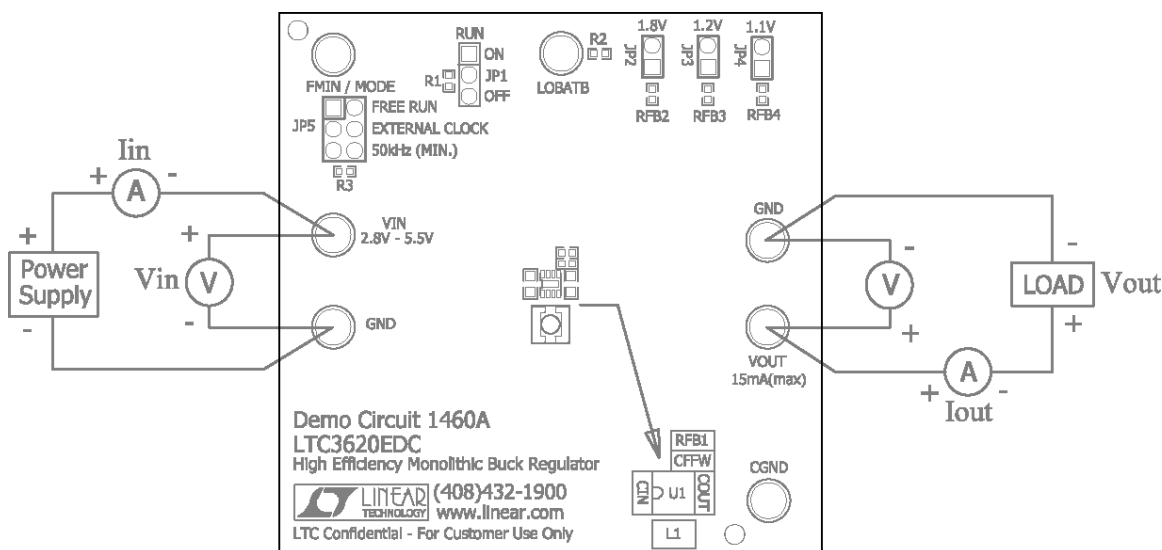 RUN
ON
JP1
OFF
R1
FMIN / MODE
FREE RUN
EXTERNAL CLOCK
50kHz (MIN.)
JP5
R3
LOBATB
R2
1.8V
1.2V
1.1V
JP2
JP3
JP4
RFB2
RFB3
RFB4
Iin
+
A
-
+
Power
Supply
-
+
Vin
V
-
VIN
2.8V - 5.5V
GND
GND
-
V
+
VOUT
15mA(max)
-
LOAD
Vout
+
+
A
-
Iout
Demo Circuit 1460A
LTC3620EDC
High Efficiency Monolithic Buck Regulator
LINEAR
TECHNOLOGY
(408)432-1900
www.linear.com
LTC Confidential - For Customer Use Only
RFB1
CFFW
CIN
U1
COUT
L1
CGND